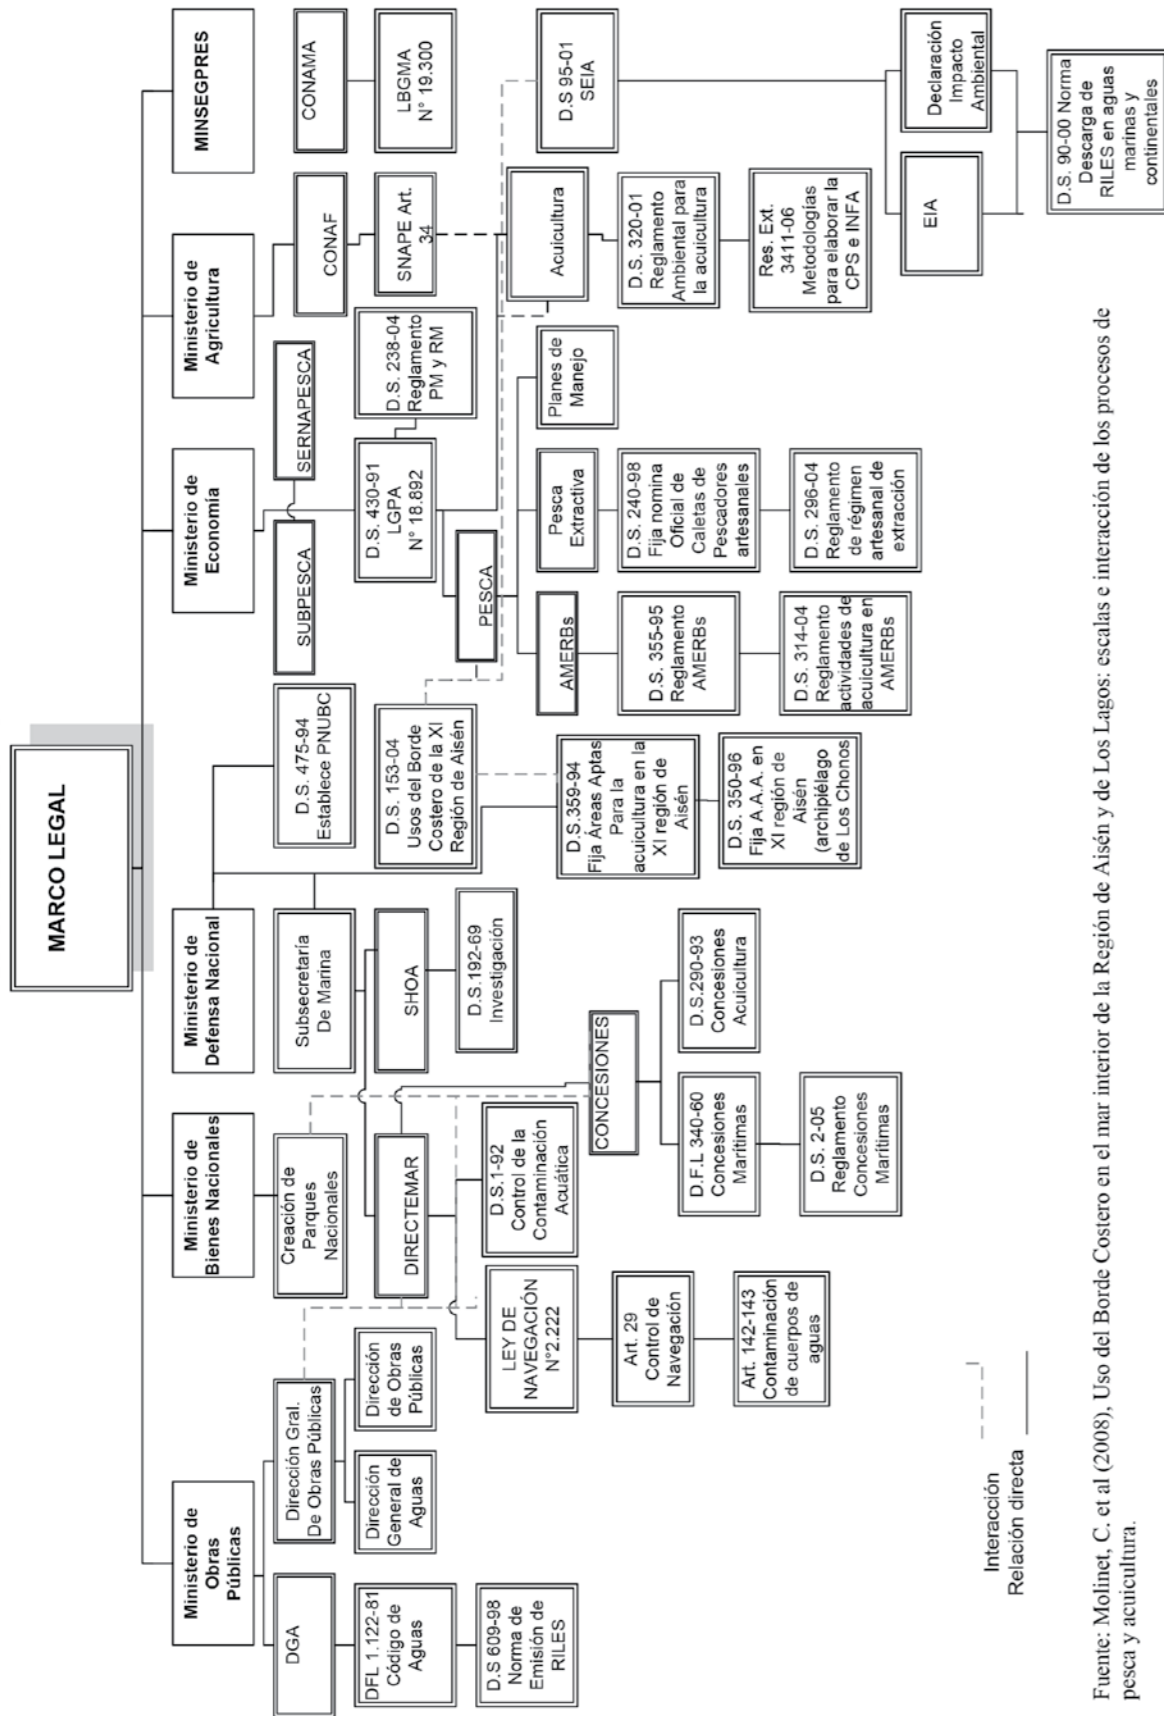 MARCO LEGAL
Ministerio de
Obras
Públicas
Ministerio de
Bienes Nacionales
Ministerio de
Defensa Nacional
Ministerio de
Economía
Ministerio de
Agricultura
MINSEGPRES
DGA
Dirección Gral.
De Obras Públicas
Creación de
Parques
Nacionales
Subsecretaría
De Marina
D.S. 475-94
Establece PNUBC
SUBPESCA
SERNAPESCA
CONAF
CONAMA
DFL 1.122-81
Código de
Aguas
Dirección
General de
Aguas
Dirección
de Obras
Públicas
DIRECTEMAR
SHOA
D.S. 153-04
Usos del Borde
Costero de la XI
Región de Aisén
D.S. 430-91
LGPA
N° 18.892
D.S. 238-04
Reglamento
PM y RM
SNAPE Art.
34
LBGMA
N° 19.300
D.S 609-98
Norma de
Emisión de
RILES
LEY DE
NAVEGACIÓN
N°2.222
D.S.1-92
Control de la
Contaminación
Acuática
D.S.192-69
Investigación
PESCA
Acuicultura
D.S 95-01
SEIA
Art. 29
Control de
Navegación
CONCESIONES
D.S.359-94
Fija Áreas Aptas
Para la
acuicultura en la
XI región de
Aisén
AMERBs
Pesca
Extractiva
Planes de
Manejo
D.S. 320-01
Reglamento
Ambiental para
la acuicultura
Art. 142-143
Contaminación
de cuerpos de
aguas
D.F.L 340-60
Concesiones
Marítimas
D.S.290-93
Concesiones
Acuicultura
D.S. 350-96
Fija A.A.A. en
XI región de
Aisén
(archipiélago
de Los Chonos
D.S. 355-95
Reglamento
AMERBs
D.S. 240-98
Fija nomina
Oficial de
Caletas de
Pescadores
artesanales
Res. Ext.
3411-06
Metodologías
para elaborar la
CPS e INFA
D.S. 2-05
Reglamento
Concesiones
Marítimas
D.S. 314-04
Reglamento
actividades de
acuicultura en
AMERBs
D.S. 296-04
Reglamento
de régimen
artesanal de
extracción
EIA
Declaración
Impacto
Ambiental
D.S. 90-00 Norma
Descarga de
RILES en aguas
marinas y
continentales
Interacción
Relación directa
Fuente: Molinet, C. et al (2008), Uso del Borde Costero en el mar interior de la Región de Aisén y de Los Lagos: escalas e interacción de los procesos de
pesca y acuicultura.